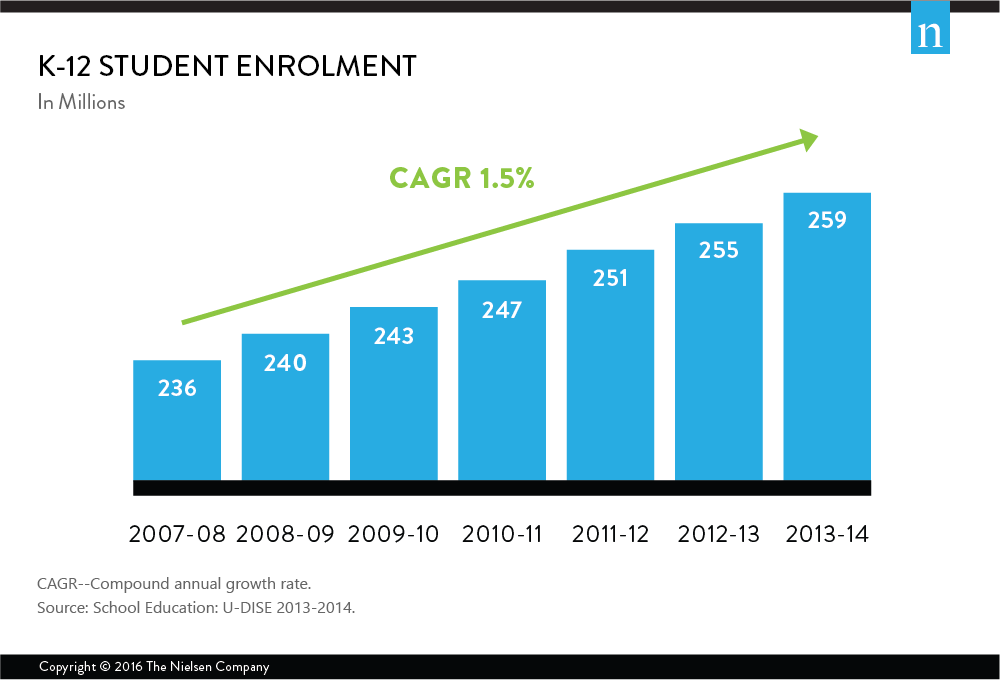 n
K-12 STUDENT ENROLMENT
In Millions
CAGR 1.5%
236
240
243
247
251
255
259
2007-08 2008-09 2009-10 2010-11 2011-12 2012-13 2013-14
CAGR--Compound annual growth rate.
Source: School Education: U-DISE 2013-2014.
Copyright © 2016 The Nielsen Company